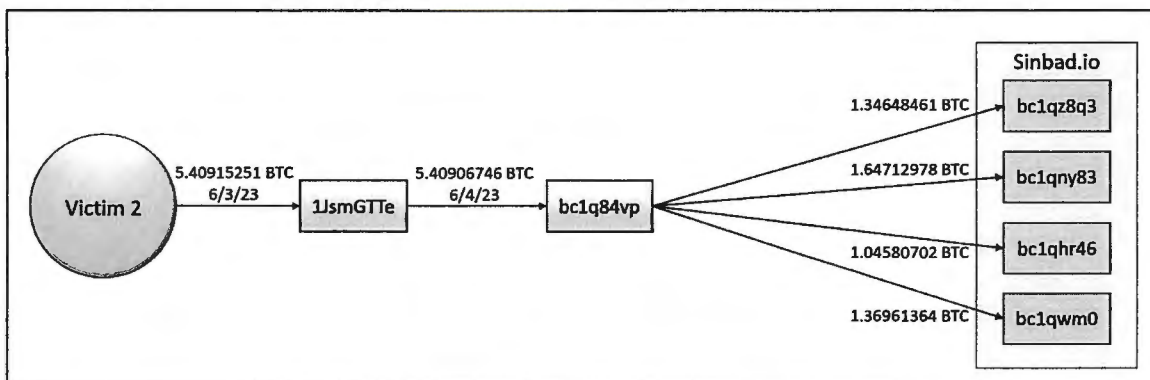 Sinbad.io
1.34648461 BTC
bc1qz8q3
5.40915251 BTC
6/3/23
5.40906746 BTC
6/4/23
1.64712978 BTC
bc1qny83
Victim 2
1JsmGTTe
bc1q84vp
1.04580702 BTC
bc1qhr46
1.36961364 BTC
bc1qwm0